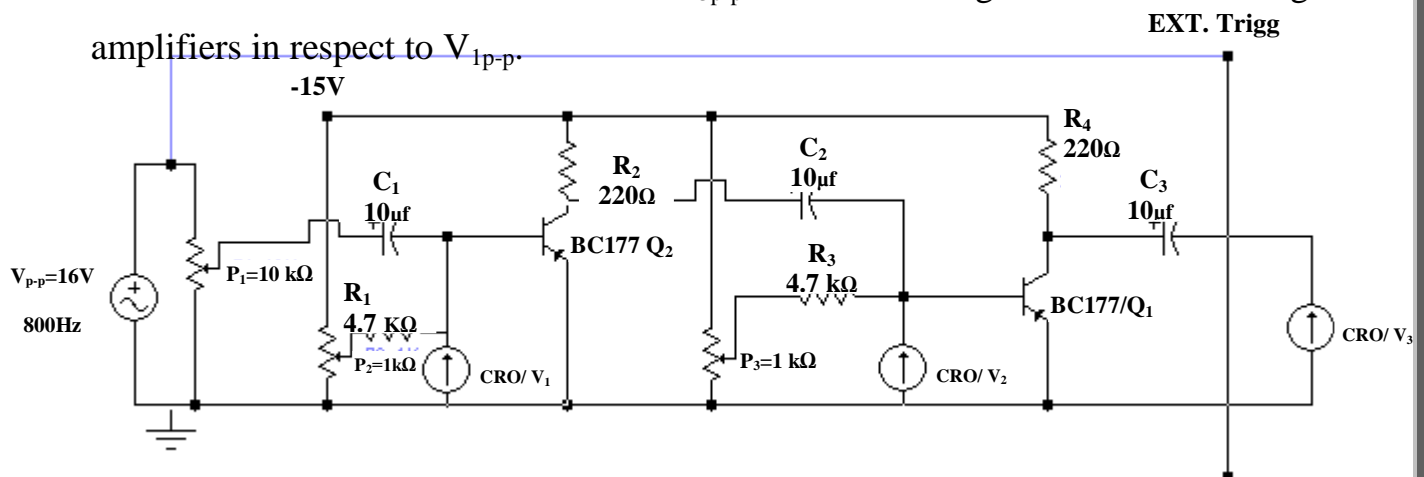 EXT. Trigg
amplifiers in respect to V1p-p.
-15V
R4
220Ω
C2
10µf
R2
220Ω
C1
10µf
C3
10µf
BC177 Q2
R3
4.7 kΩ
Vp-p=16V
800Hz
P1=10 kΩ
R1
4.7 KΩ
P2=1kΩ
CRO/ V1
P3=1 kΩ
CRO/ V2
BC177/Q1
CRO/ V3